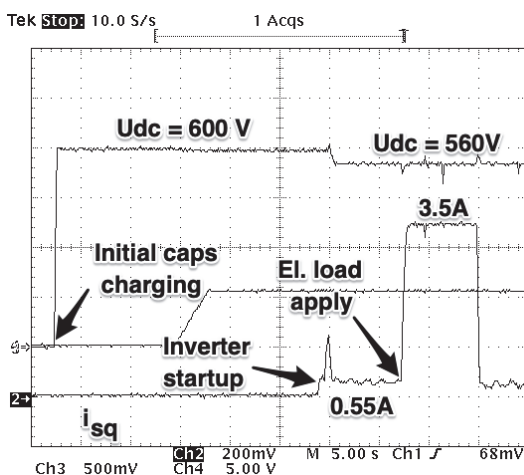 Tek Stop: 10.0 S/s 1 Acqs
Udc = 600 V
Udc = 560V
3.5A
Initial caps
charging
El. load
apply
Inverter
startup
0.55A
2
isq
Ch2 200mV M 5.00 s Ch1 68mV
Ch3 500mV Ch4 5.00 V